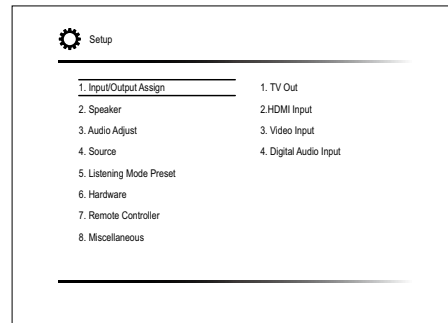 Setup
1. Input/Output Assign
2. Speaker
3. Audio Adjust
4. Source
5. Listening Mode Preset
6. Hardware
7. Remote Controller
8. Miscellaneous
1. TV Out
2.HDMI Input
3. Video Input
4. Digital Audio Input